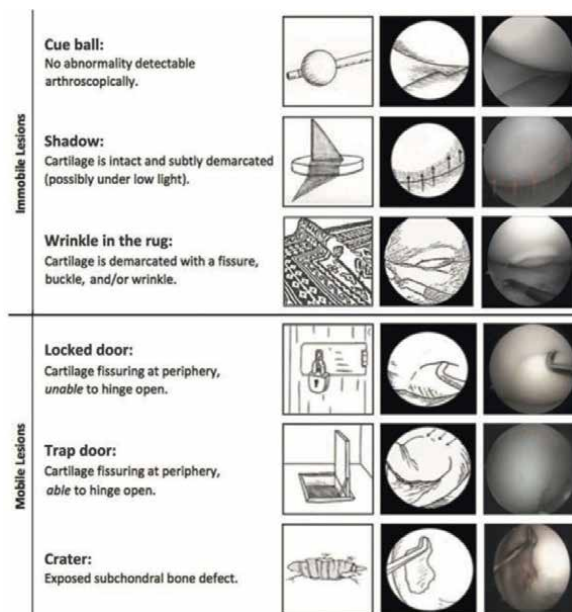 Immobile Lesions
Cue ball:
No abnormality detectable
arthroscopically.
Shadow:
Cartilage is intact and subtly demarcated
(possibly under low light).
Wrinkle in the rug:
Cartilage is demarcated with a fissure,
buckle, and/or wrinkle.
Mobile Lesions
Locked door:
Cartilage fissuring at periphery,
unable to hinge open.
Trap door:
Cartilage fissuring at periphery,
able to hinge open.
Crater:
Exposed subchondral bone defect.